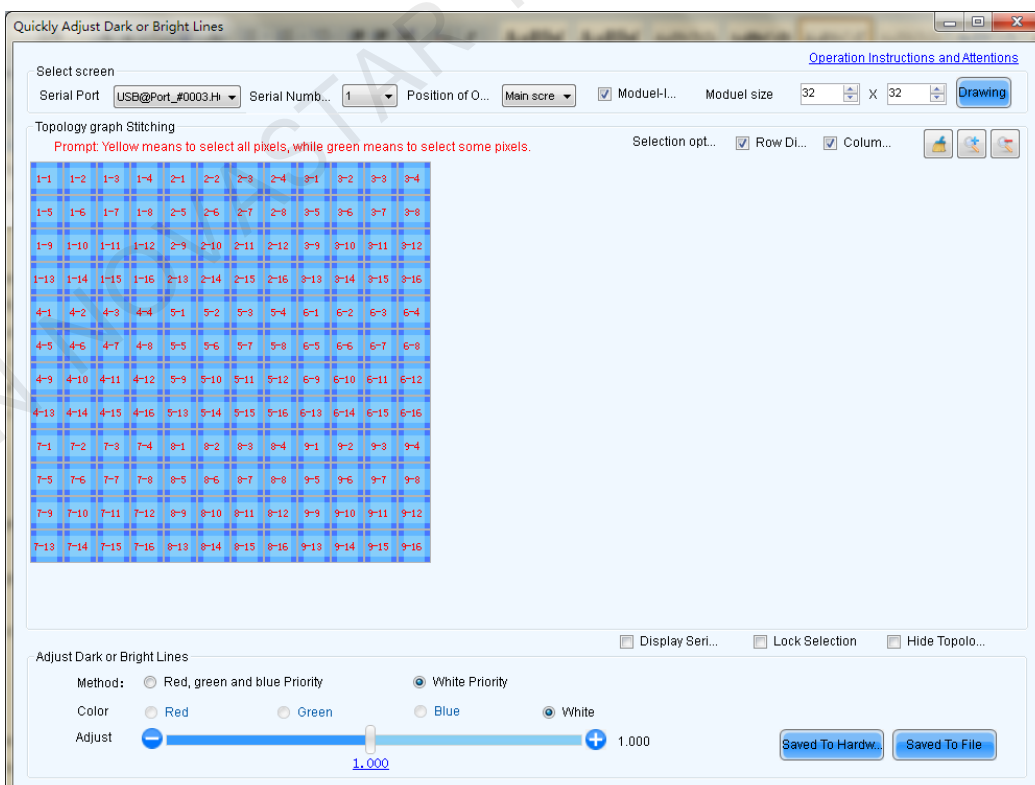 Quickly Adjust Dark or Bright Lines
Operation Instructions and Attentions
Select screen
Serial Port USB@Port_#0003.H Serial Numb... 1 Position of O... Main scre Moduel-I... Moduel size 32 X 32 Drawing
Topology graph Stitching
Prompt: Yellow means to select all pixels, while green means to select some pixels.
Selection opt... Row Di... Colum...
1-1 1-2 1-3 1-4 2-1 2-2 2-3 2-4 3-1 3-2 3-3 3-4
1-5 1-6 1-7 1-8 2-5 2-6 2-7 2-8 3-5 3-6 3-7 3-8
1-9 1-10 1-11 1-12 2-9 2-10 2-11 2-12 3-9 3-10 3-11 3-12
1-13 1-14 1-15 1-16 2-13 2-14 2-15 2-16 3-13 3-14 3-15 3-16
4-1 4-2 4-3 4-4 5-1 5-2 5-3 5-4 6-1 6-2 6-3 6-4
4-5 4-6 4-7 4-8 5-5 5-6 5-7 5-8 6-5 6-6 6-7 6-8
4-9 4-10 4-11 4-12 5-9 5-10 5-11 5-12 6-9 6-10 6-11 6-12
4-13 4-14 4-15 4-16 5-13 5-14 5-15 5-16 6-13 6-14 6-15 6-16
7-1 7-2 7-3 7-4 8-1 8-2 8-3 8-4 9-1 9-2 9-3 9-4
7-5 7-6 7-7 7-8 8-5 8-6 8-7 8-8 9-5 9-6 9-7 9-8
7-9 7-10 7-11 7-12 8-9 8-10 8-11 8-12 9-9 9-10 9-11 9-12
7-13 7-14 7-15 7-16 8-13 8-14 8-15 8-16 9-13 9-14 9-15 9-16
Display Seri... Lock Selection Hide Topolo...
Adjust Dark or Bright Lines
Method: Red, green and blue Priority White Priority
Color Red Green Blue White
Adjust 1.000
1.000
Saved To Hardw... Saved To File
NOVASTAR